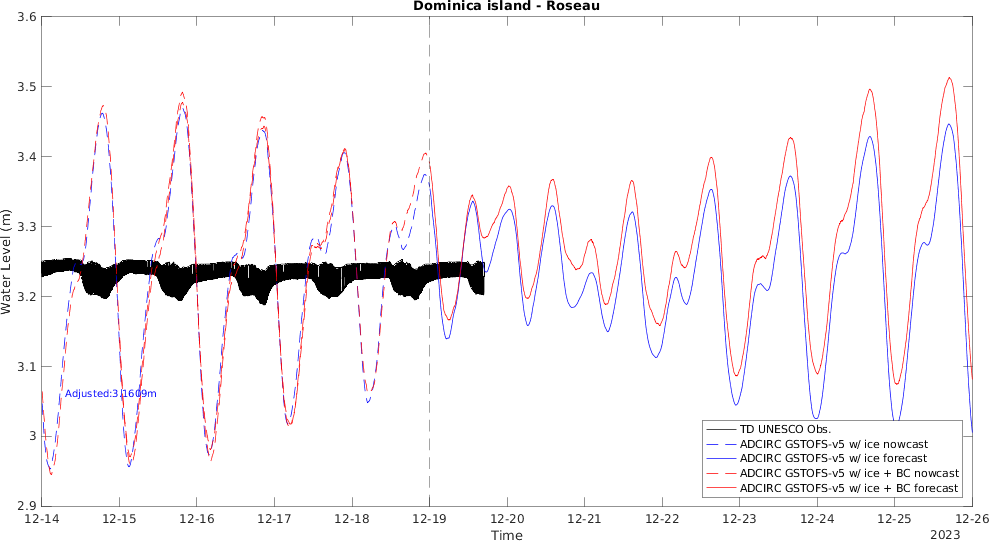 Dominica island - Roseau
3.6
3.5
3.4
3.3
3.2
3.1
3
2.9
Water Level (m)
Adjusted:3.1609m
TD UNESCO Obs.
ADCIRC GSTOFS-v5 w/ ice nowcast
ADCIRC GSTOFS-v5 w/ ice forecast
ADCIRC GSTOFS-v5 w/ ice + BC nowcast
ADCIRC GSTOFS-v5 w/ ice + BC forecast
12-14 12-15 12-16 12-17 12-18 12-19 12-20 12-21 12-22 12-23 12-24 12-25 12-26
Time
2023